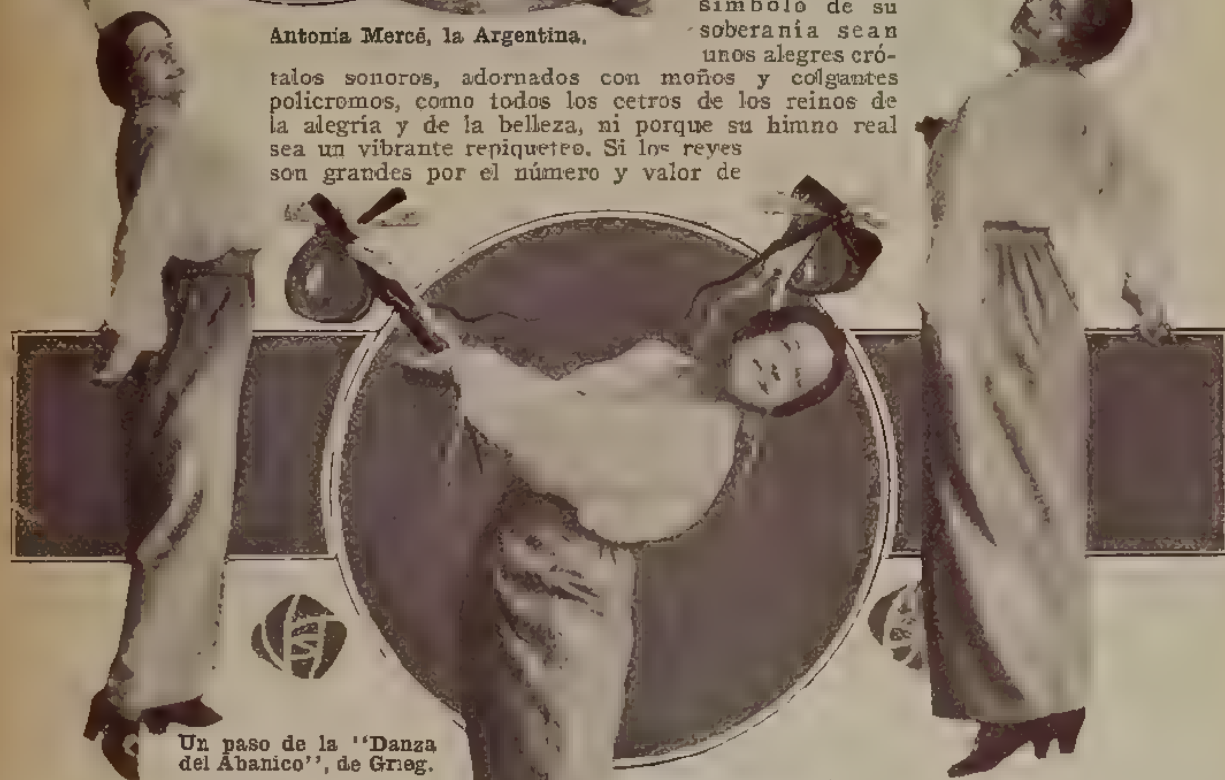 Antonia Mercé, la Argentina.
símbolo de su
soberanía sean
unos alegres cró-
talos sonoros, adornados con moños y colgantes
policromos, como todos los cetros de los reinos de
la alegría y de la belleza, ni porque su himno real
sea un vibrante repiqueteo. Si los reyes
son grandes por el número y valor de
Un paso de la "Danza
del Abanico", de Grieg.